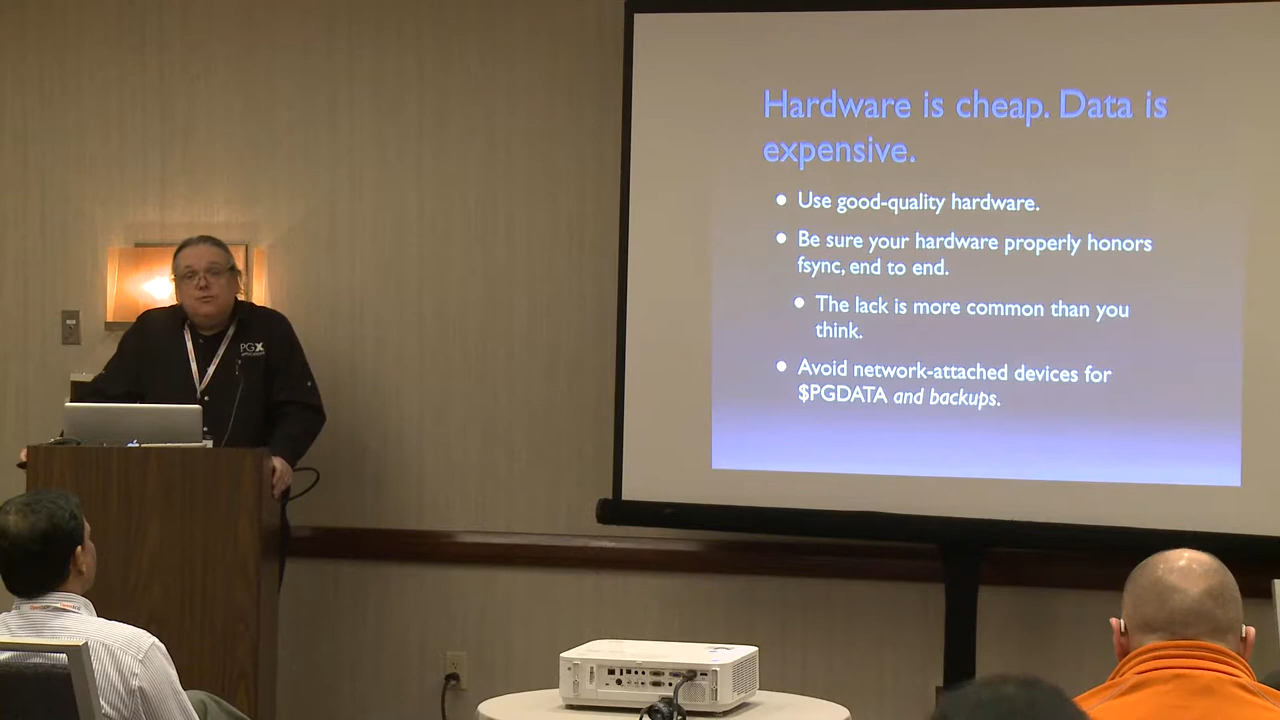 Hardware is cheap. Data is
expensive.
Use good-quality hardware.
Be sure your hardware properly honors
fsync, end to end.
The lack is more common than you
think.
Avoid network-attached devices for
$PGDATA and backups.
PGX